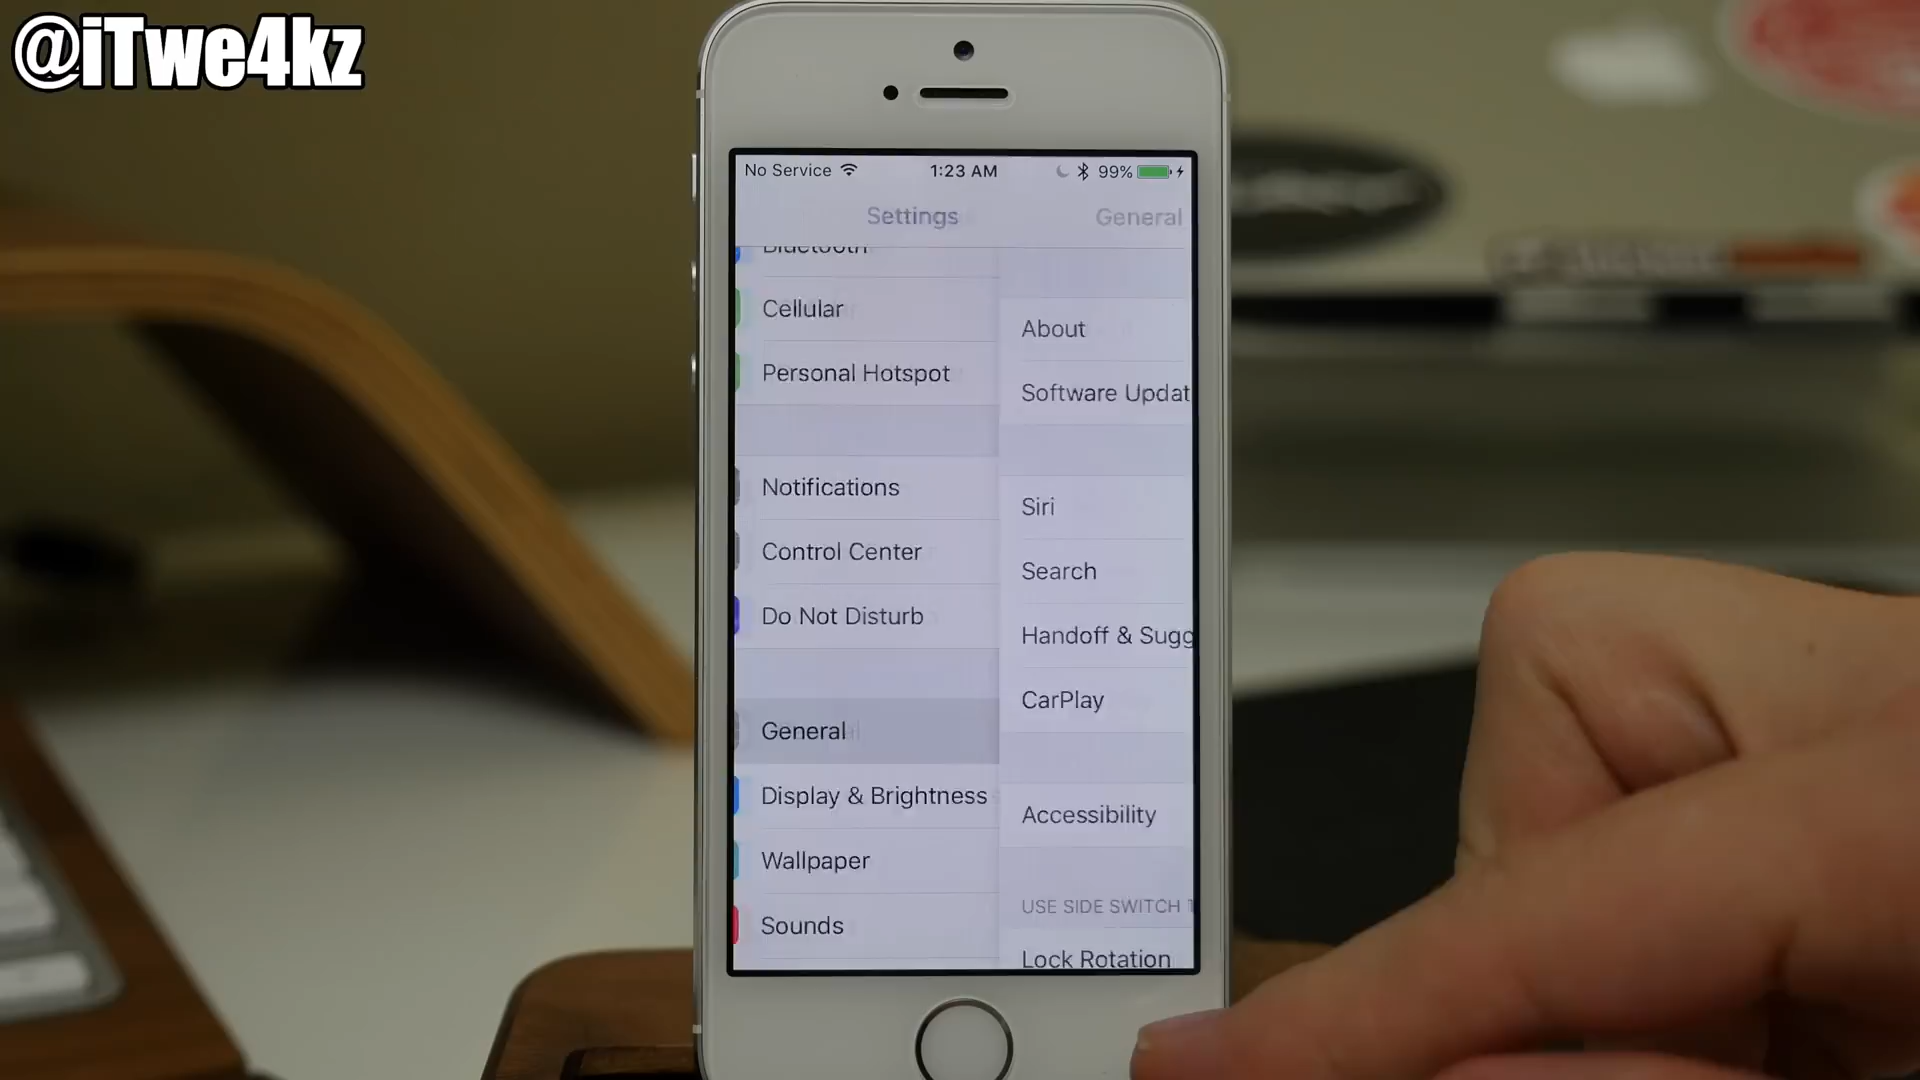 @iTwe4kz
No Service 1:23 AM 99%
Settings General
Bluetooth
Cellular
Personal Hotspot
Notifications
Control Center
Do Not Disturb
General
Display & Brightness
Wallpaper
Sounds
About
Software Updat
Siri
Search
Handoff & Sugg
CarPlay
Accessibility
USE SIDE SWITCH T
Lock Rotation